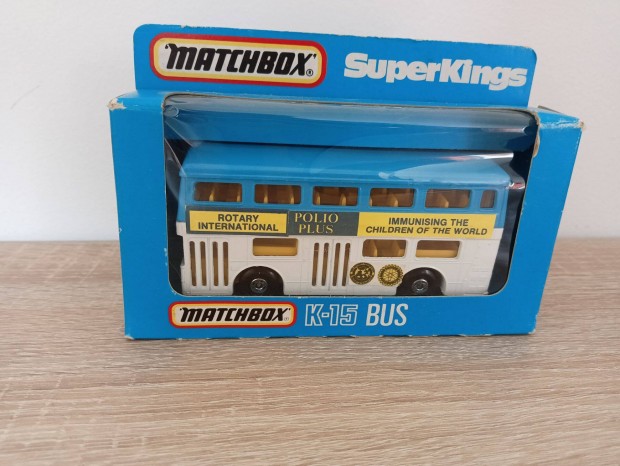 MATCHBOX
SuperKings
ROTARY
INTERNATIONAL
POLIO
PLUS
IMMUNISING THE
CHILDREN OF THE WORLD
MATCHBOX K-15 BUS